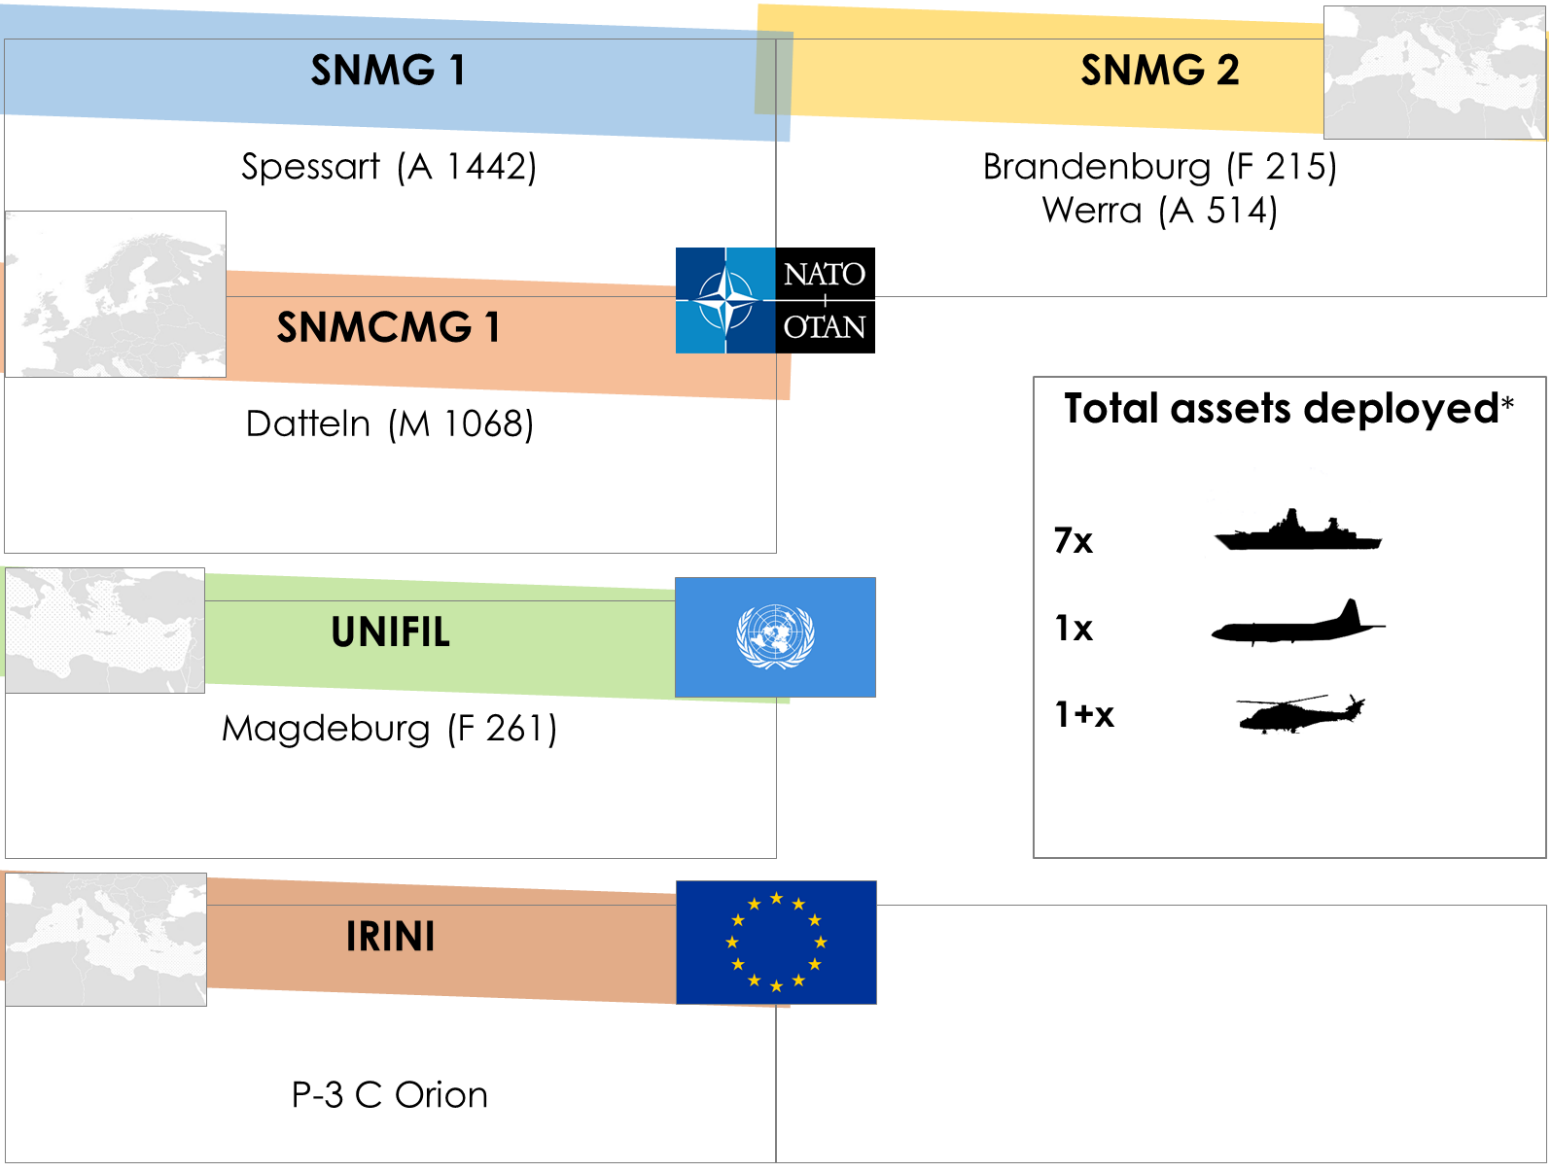 SNMG 1
Spessart (A 1442)
SNMG 2
Brandenburg (F 215)
Werra (A 514)
NATO
OTAN
SNMCMG 1
Datteln (M 1068)
Total assets deployed*
7x
1x
1+x
UNIFIL
Magdeburg (F 261)
IRINI
P-3 C Orion